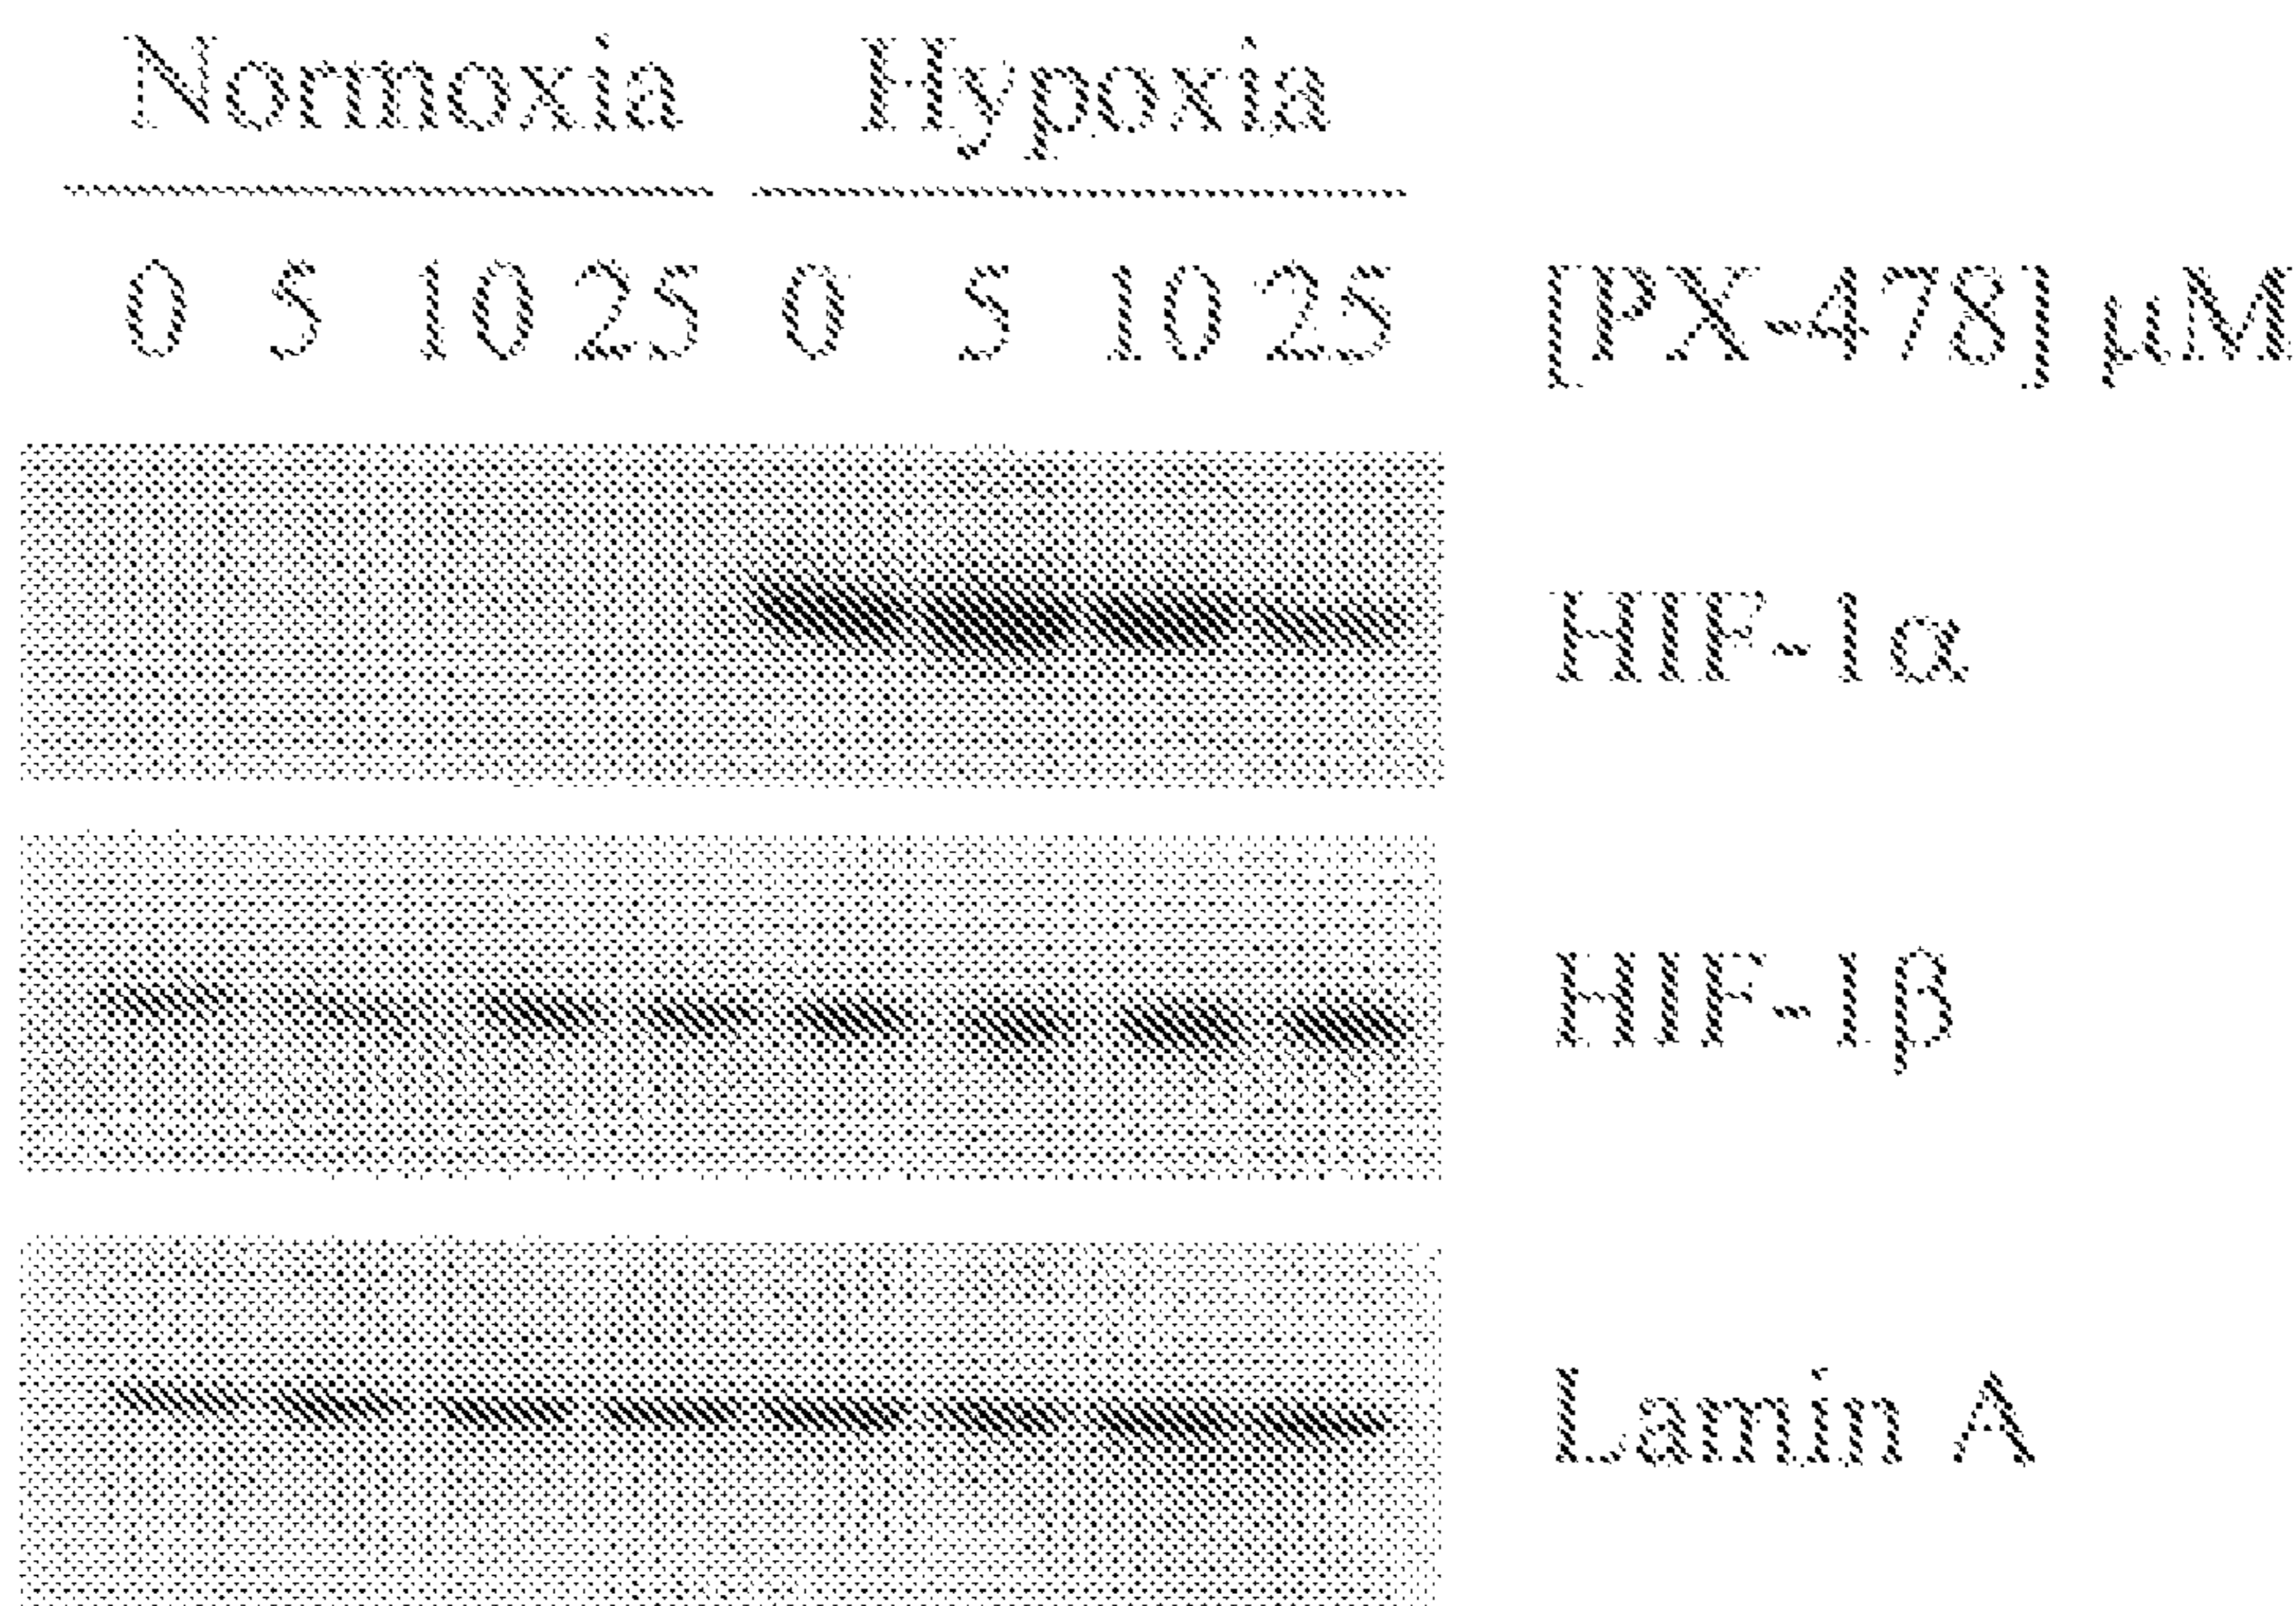 Normoxia Hypoxia
0 5 10 25 0 5 10 25 [PX-478] µM
HIF-1α
HIF-1β
Lamin A